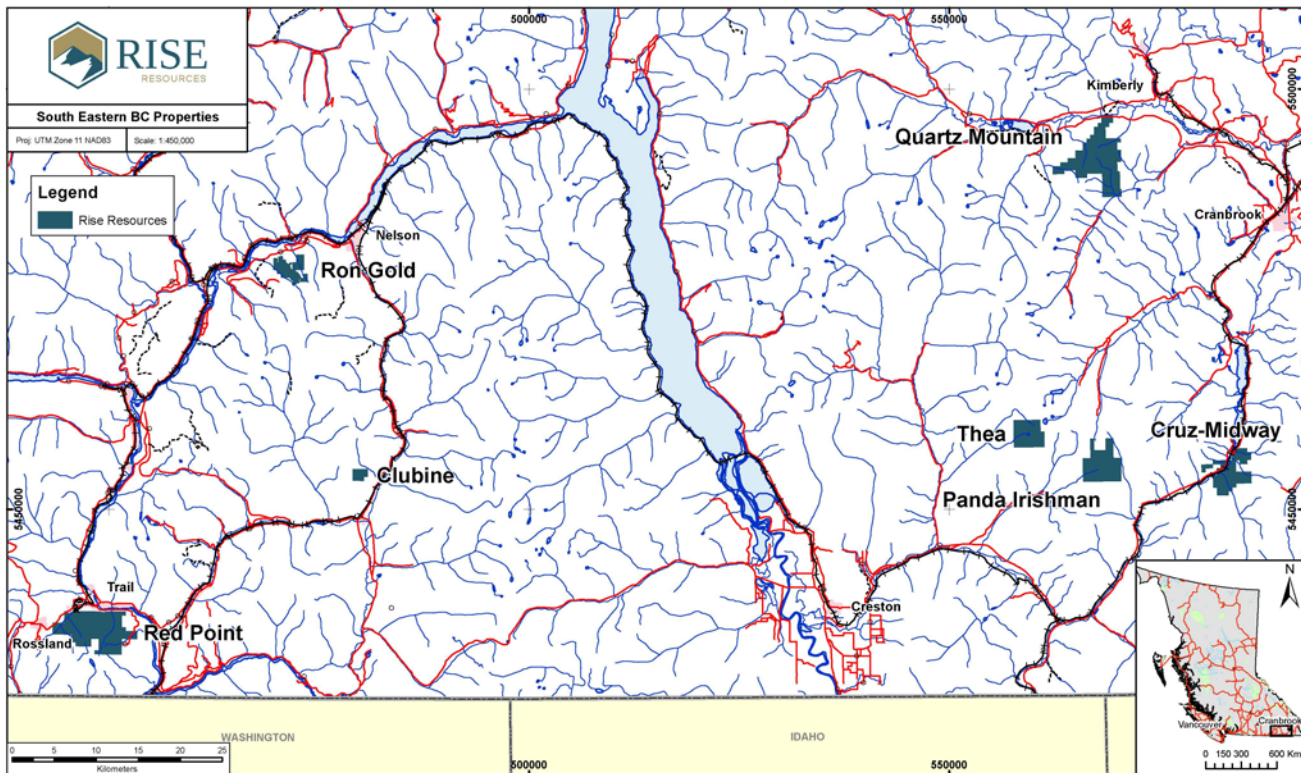 RISE
RESOURCES
South Eastern BC Properties
Proj: UTM Zone 11 NAD83
Scale: 1:450,000
Legend
Rise Resources
500000
550000
5500000
5500000
Kimberly
Quartz Mountain
Cranbrook
Nelson
Ron Gold
Thea
Cruz-Midway
Clubine
Panda Irishman
5450000
5450000
Trail
Creston
Rossland
Red Point
WASHINGTON
IDAHO
0 5 10 15 20 25
Kilometers
500000
550000
N
Vancouver
Cranbrook
0 150 300 600 Km